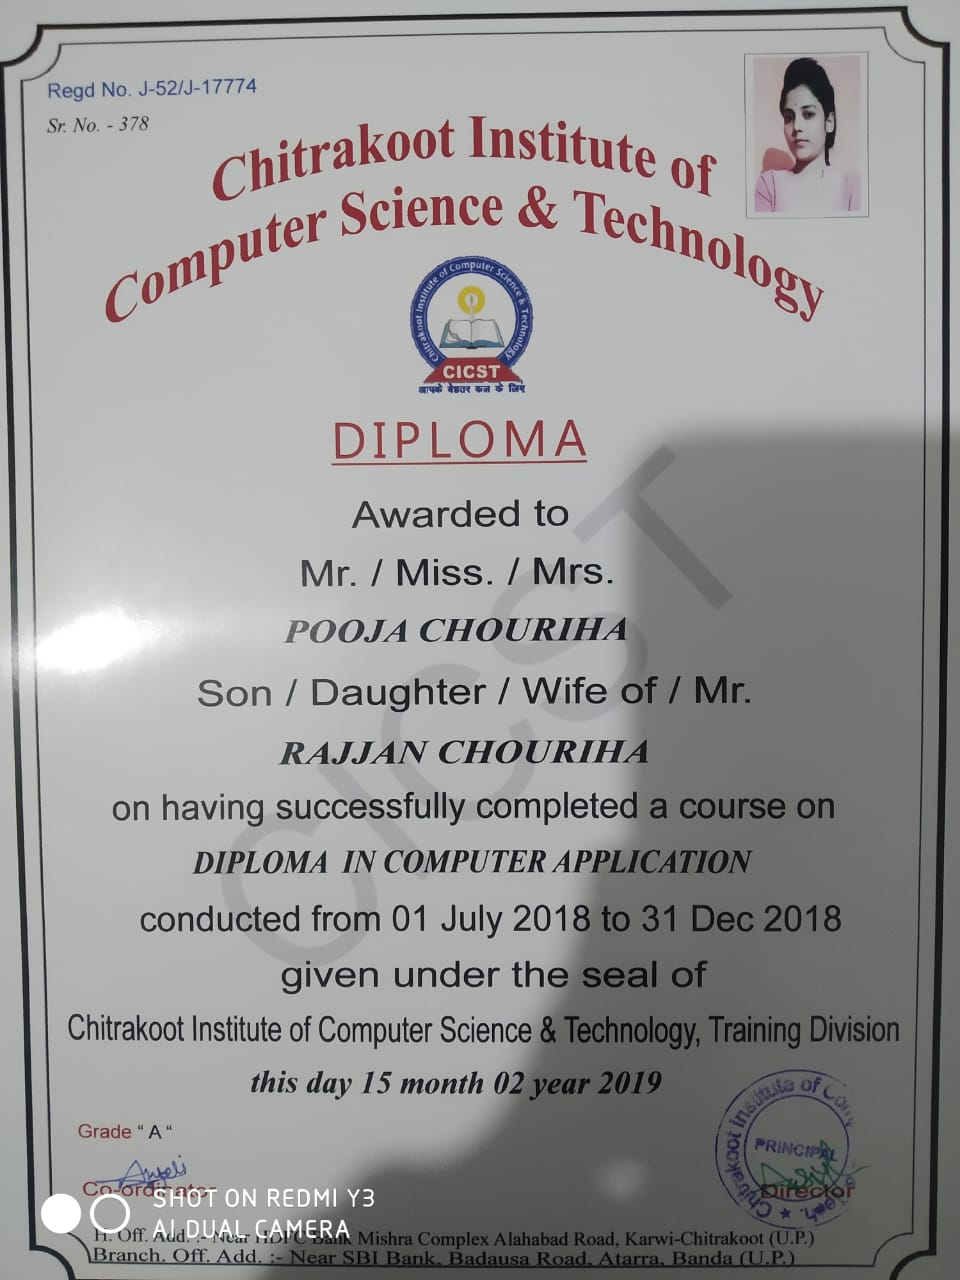 Regd No. J-52/J-17774
Sr. No. - 378
Chitrakoot Institute of
Computer Science & Technology
Chitrakoot Institute of Computer Science & Technology
CICST
आपके बेहतर कल के लिए
DIPLOMA
Awarded to
Mr. / Miss. / Mrs.
POOJA CHOURIHA
Son / Daughter / Wife of / Mr.
RAJJAN CHOURIHA
on having successfully completed a course on
DIPLOMA IN COMPUTER APPLICATION
conducted from 01 July 2018 to 31 Dec 2018
given under the seal of
Chitrakoot Institute of Computer Science & Technology, Training Division
this day 15 month 02 year 2019
CICST
Grade “ A “
Anjali
Co-ordinator
Chitrakoot Institute of Com
PRINCIPAL
Director
SHOT ON REDMI Y3
AI DUAL CAMERA
H. Off. Add. :- Near HDFC Bank Mishra Complex Alahabad Road, Karwi-Chitrakoot (U.P.)
Branch. Off. Add. :- Near SBI Bank, Badausa Road, Atarra, Banda (U.P.)